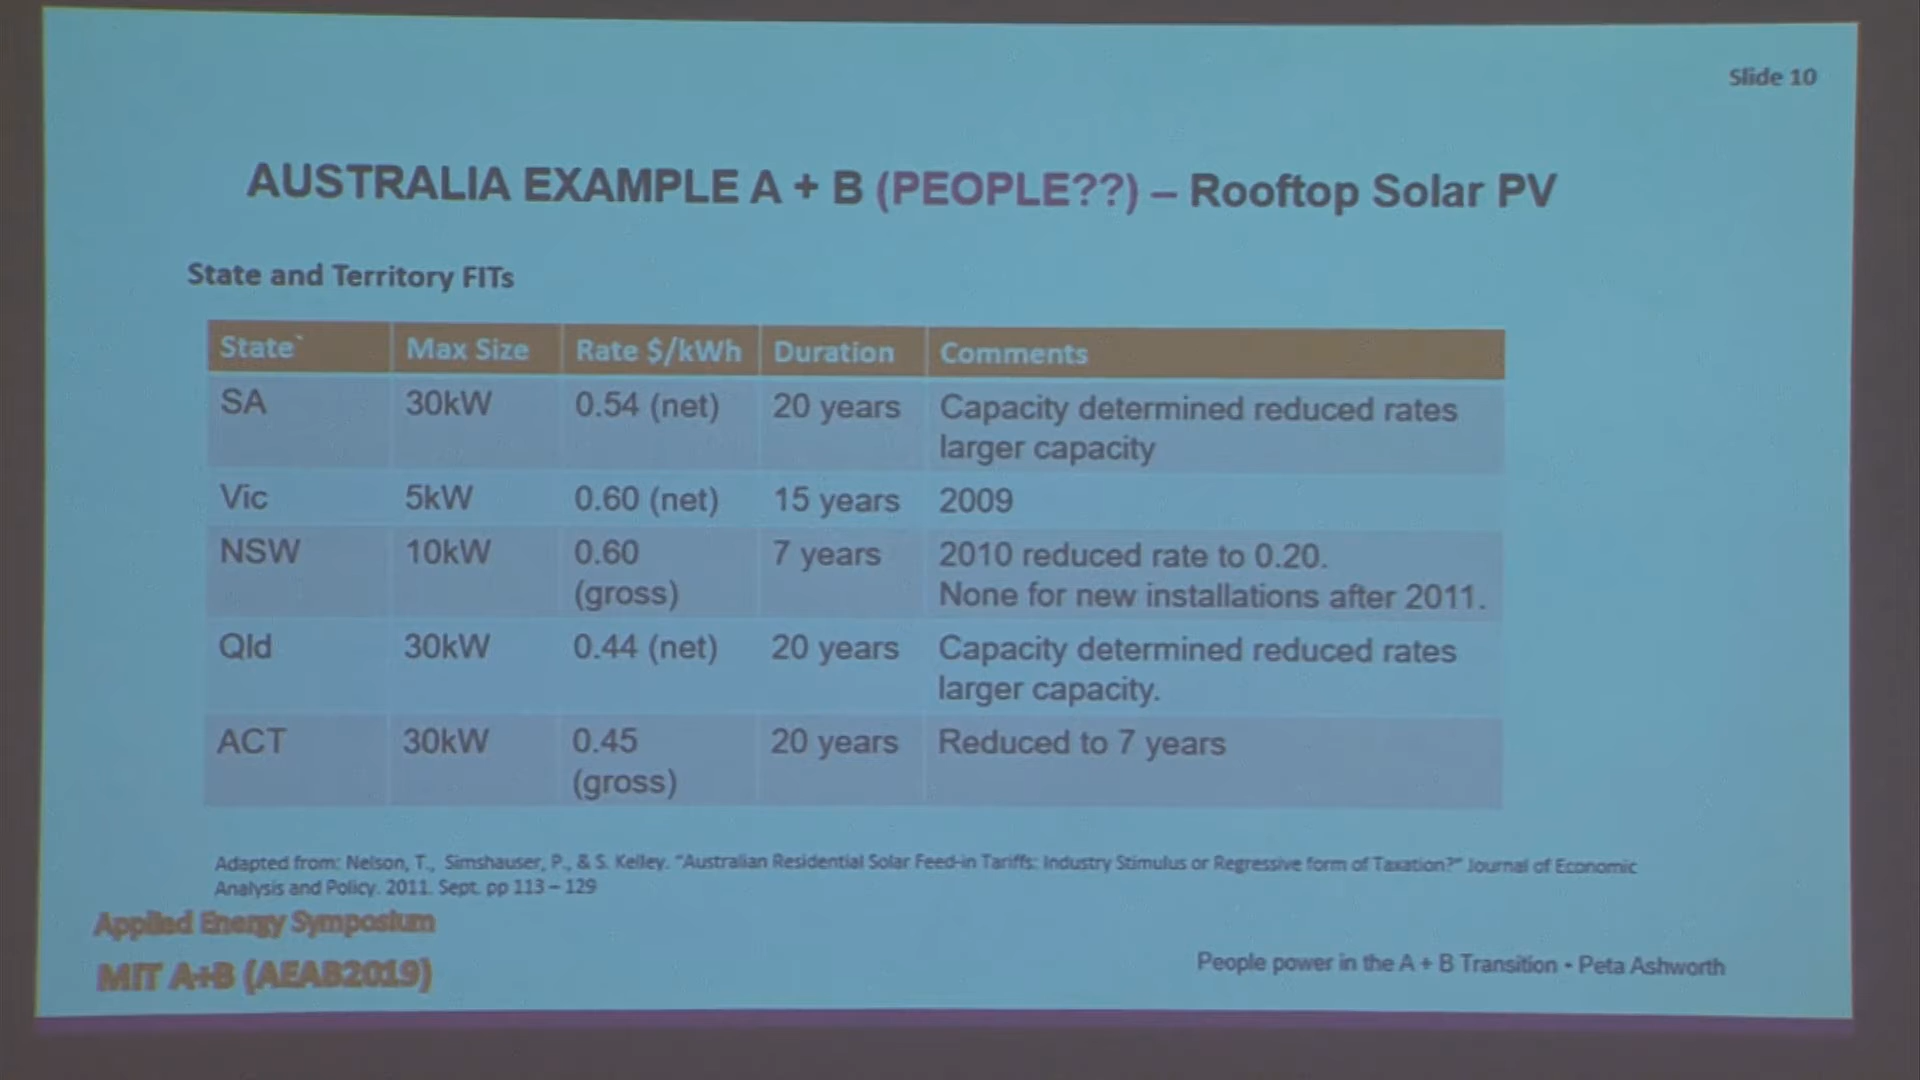 Slide 10
AUSTRALIA EXAMPLE A + B (PEOPLE??) – Rooftop Solar PV
State and Territory FITs
State` Max Size Rate $/kWh Duration Comments
SA 30kW 0.54 (net) 20 years Capacity determined reduced rates
larger capacity
Vic 5kW 0.60 (net) 15 years 2009
NSW 10kW 0.60 7 years 2010 reduced rate to 0.20.
(gross) None for new installations after 2011.
Qld 30kW 0.44 (net) 20 years Capacity determined reduced rates
larger capacity.
ACT 30kW 0.45 20 years Reduced to 7 years
(gross)
Adapted from: Nelson, T., Simshauser, P., & S. Kelley. "Australian Residential Solar Feed-in Tariffs: Industry Stimulus or Regressive form of Taxation?" Journal of Economic
Analysis and Policy. 2011. Sept. pp 113 – 129
Applied Energy Symposium
MIT A+B (AEAB2019)
People power in the A + B Transition • Peta Ashworth